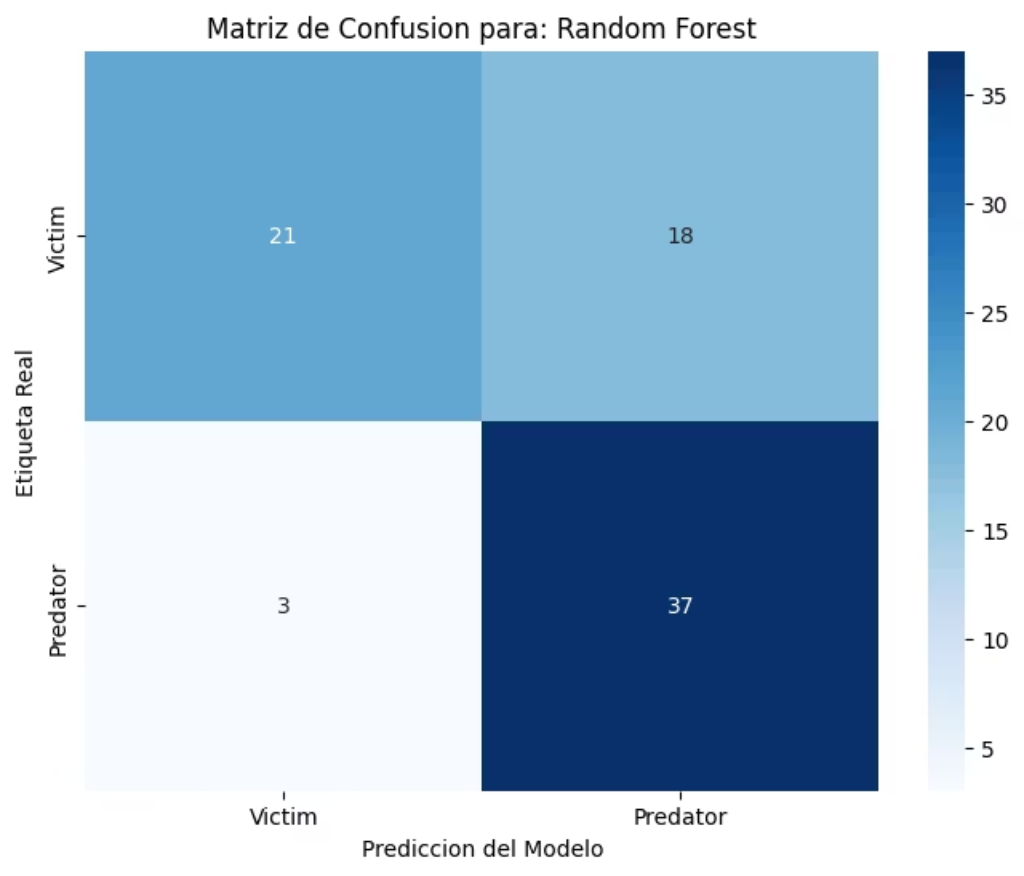 Matriz de Confusion para: Random Forest
Etiqueta Real
Victim
21
18
Predator
3
37
Victim
Predator
Prediccion del Modelo
35
30
25
20
15
10
5